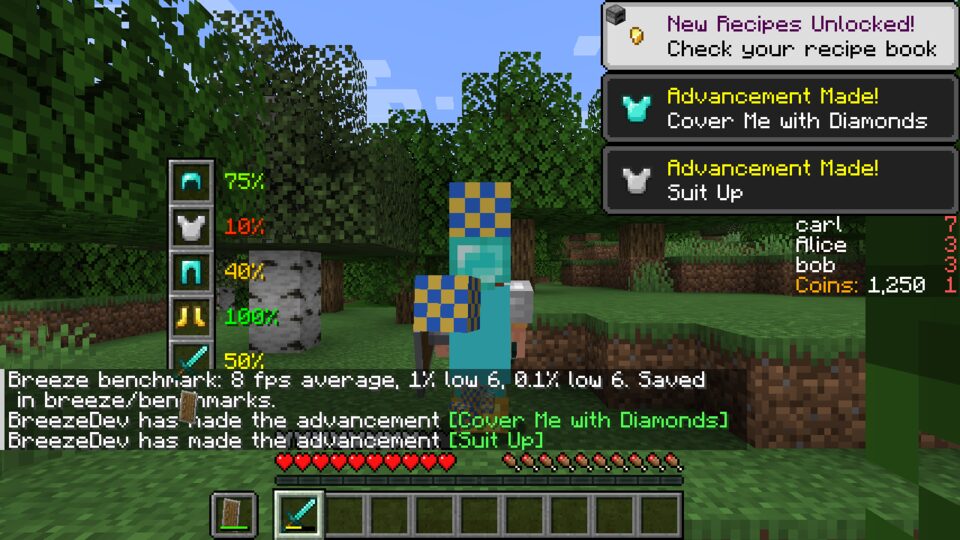 New Recipes Unlocked!
Check your recipe book
Advancement Made!
Cover Me with Diamonds
Advancement Made!
Suit Up
carl 7
Alice 3
bob 3
Coins: 1,250 1
75%
10%
40%
100%
50%
Breeze benchmark: 8 fps average, 1% low 6, 0.1% low 6. Saved
in breeze/benchmarks.
BreezeDev has made the advancement [Cover Me with Diamonds]
BreezeDev has made the advancement [Suit Up]